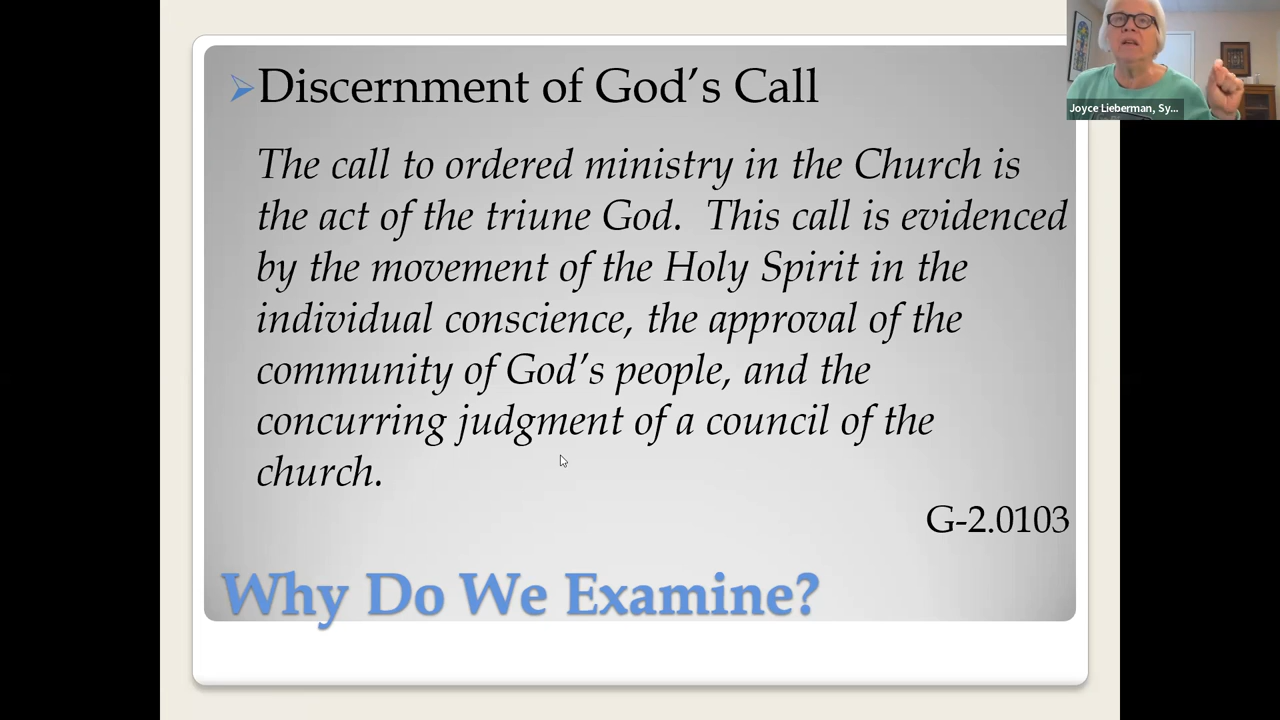 Discernment of God’s Call
The call to ordered ministry in the Church is
the act of the triune God.  This call is evidenced
by the movement of the Holy Spirit in the
individual conscience, the approval of the
community of God’s people, and the
concurring judgment of a council of the
church.
G-2.0103
Why Do We Examine?
Joyce Lieberman, Sy...